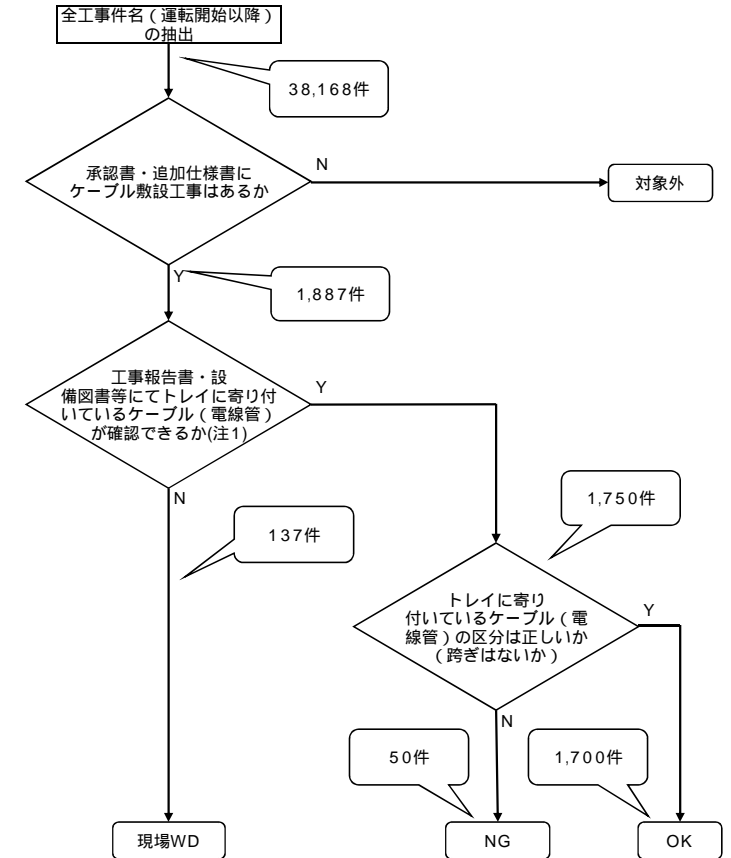 全工事件名（運転開始以降）
の抽出
38,168件
承認書・追加仕様書に
ケーブル敷設工事はあるか
N
対象外
Y
1,887件
工事報告書・設
備図書等にてトレイに寄り付
いているケーブル（電線管）
が確認できるか(注1)
Y
N
137件
1,750件
トレイに寄り
付いているケーブル（電
線管）の区分は正しいか
（跨ぎはないか）
Y
N
50件
1,700件
現場WD
NG
OK